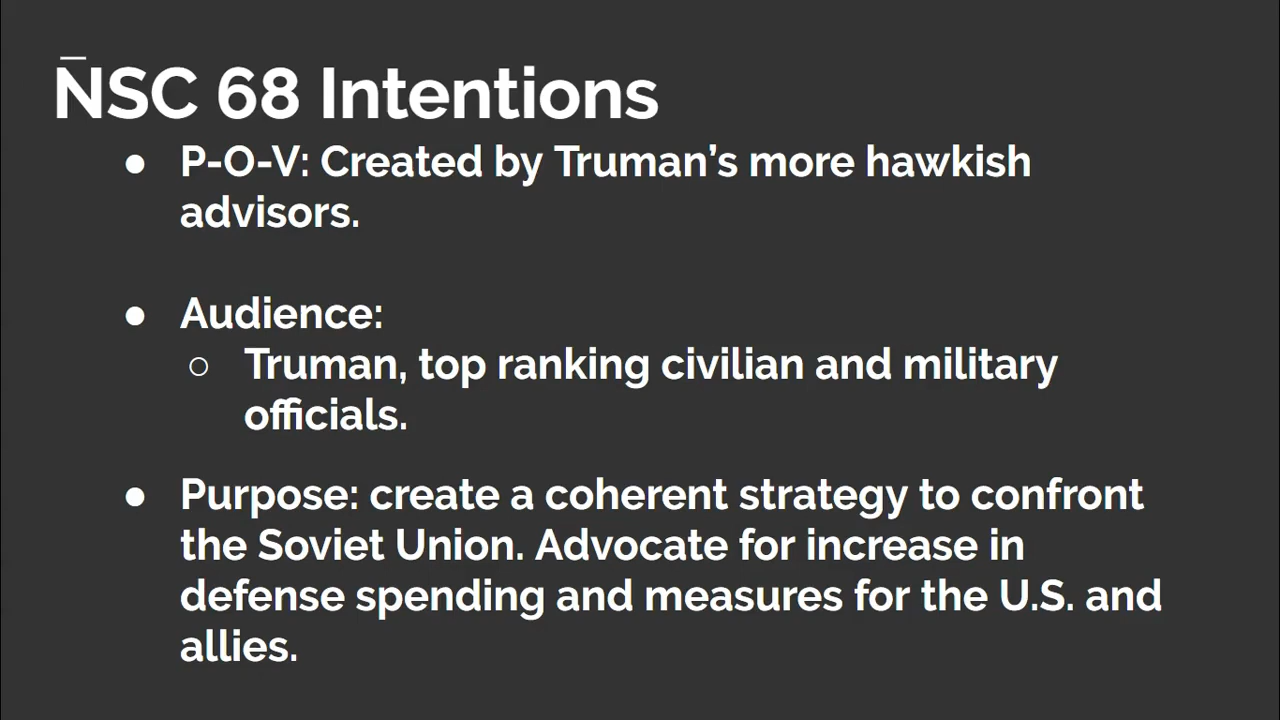 NSC 68 Intentions
● P-O-V: Created by Truman’s more hawkish
advisors.
● Audience:
○ Truman, top ranking civilian and military
officials.
● Purpose: create a coherent strategy to confront
the Soviet Union. Advocate for increase in
defense spending and measures for the U.S. and
allies.